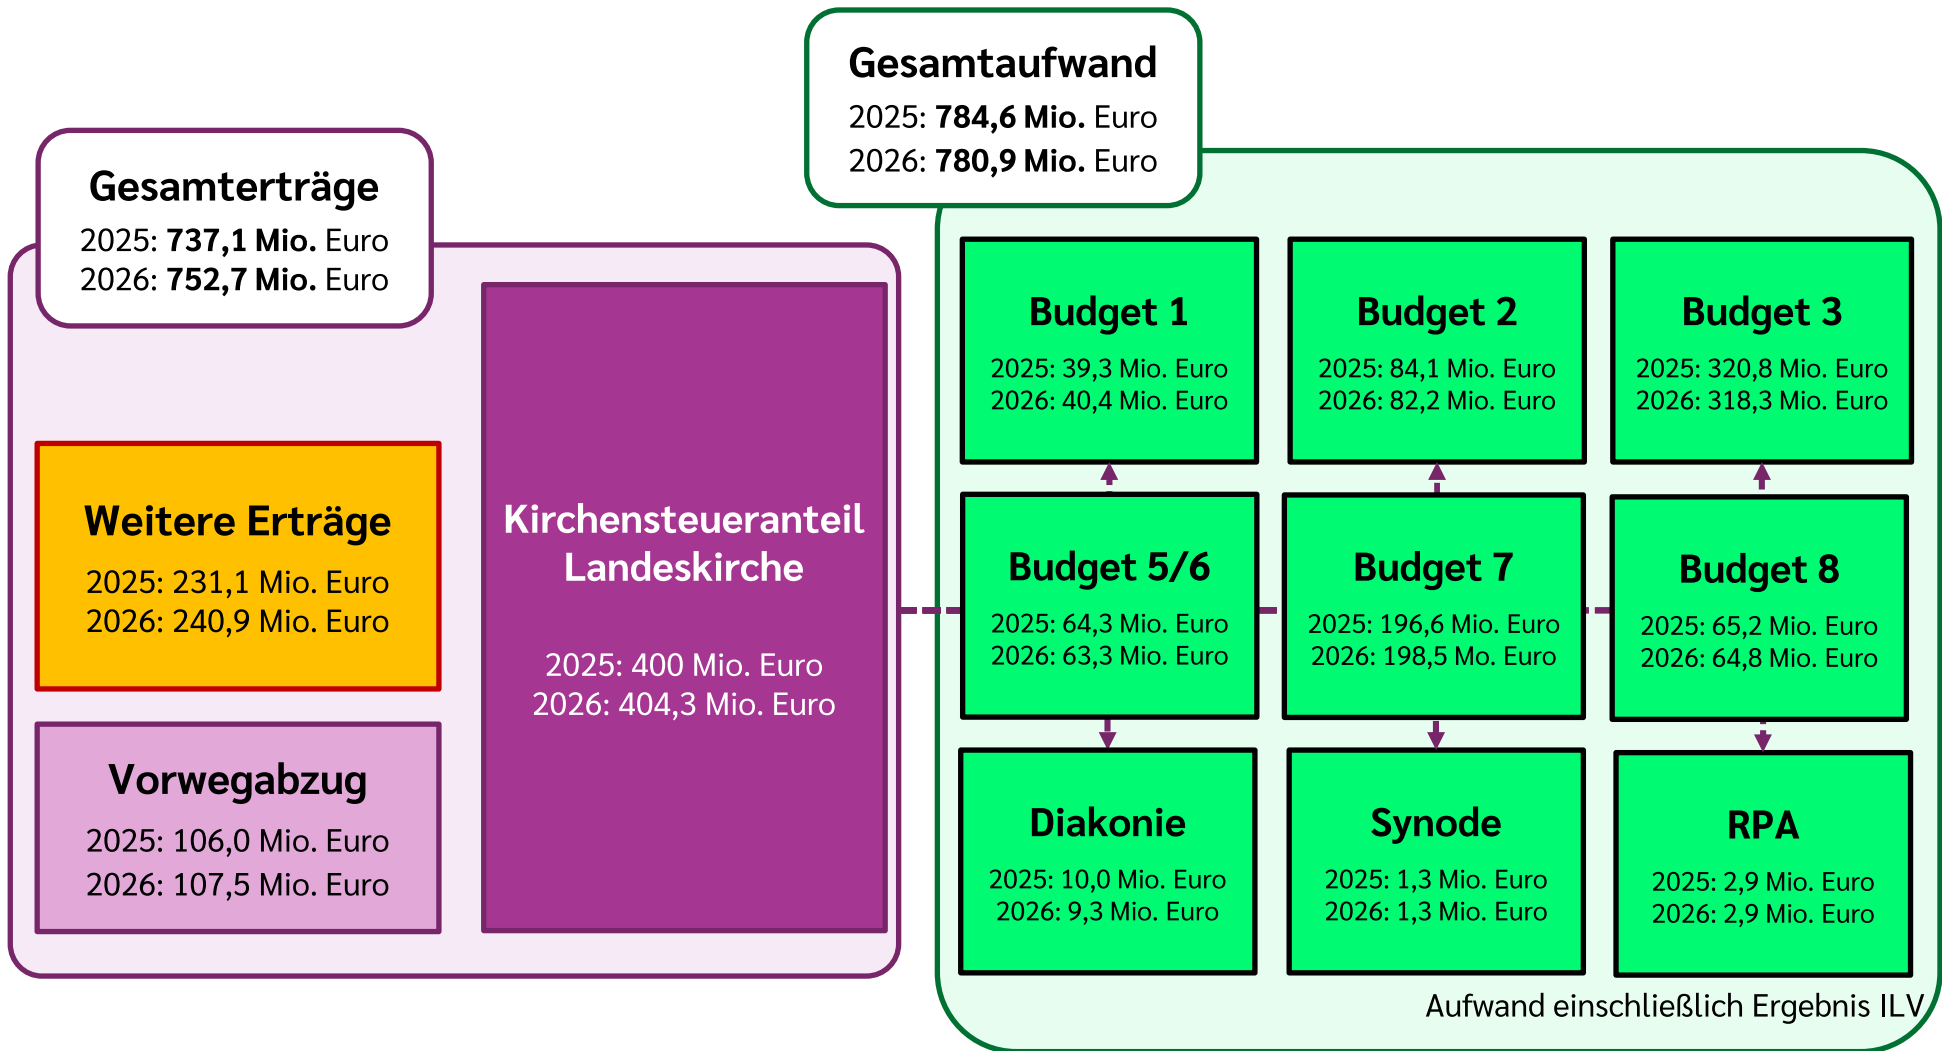 Gesamtaufwand
2025: 784,6 Mio. Euro
2026: 780,9 Mio. Euro
Gesamterträge
2025: 737,1 Mio. Euro
2026: 752,7 Mio. Euro
Weitere Erträge
2025: 231,1 Mio. Euro
2026: 240,9 Mio. Euro
Vorwegabzug
2025: 106,0 Mio. Euro
2026: 107,5 Mio. Euro
Kirchensteueranteil
Landeskirche
2025: 400 Mio. Euro
2026: 404,3 Mio. Euro
Budget 1
2025: 39,3 Mio. Euro
2026: 40,4 Mio. Euro
Budget 2
2025: 84,1 Mio. Euro
2026: 82,2 Mio. Euro
Budget 3
2025: 320,8 Mio. Euro
2026: 318,3 Mio. Euro
Budget 5/6
2025: 64,3 Mio. Euro
2026: 63,3 Mio. Euro
Budget 7
2025: 196,6 Mio. Euro
2026: 198,5 Mo. Euro
Budget 8
2025: 65,2 Mio. Euro
2026: 64,8 Mio. Euro
Diakonie
2025: 10,0 Mio. Euro
2026: 9,3 Mio. Euro
Synode
2025: 1,3 Mio. Euro
2026: 1,3 Mio. Euro
RPA
2025: 2,9 Mio. Euro
2026: 2,9 Mio. Euro
Aufwand einschließlich Ergebnis ILV